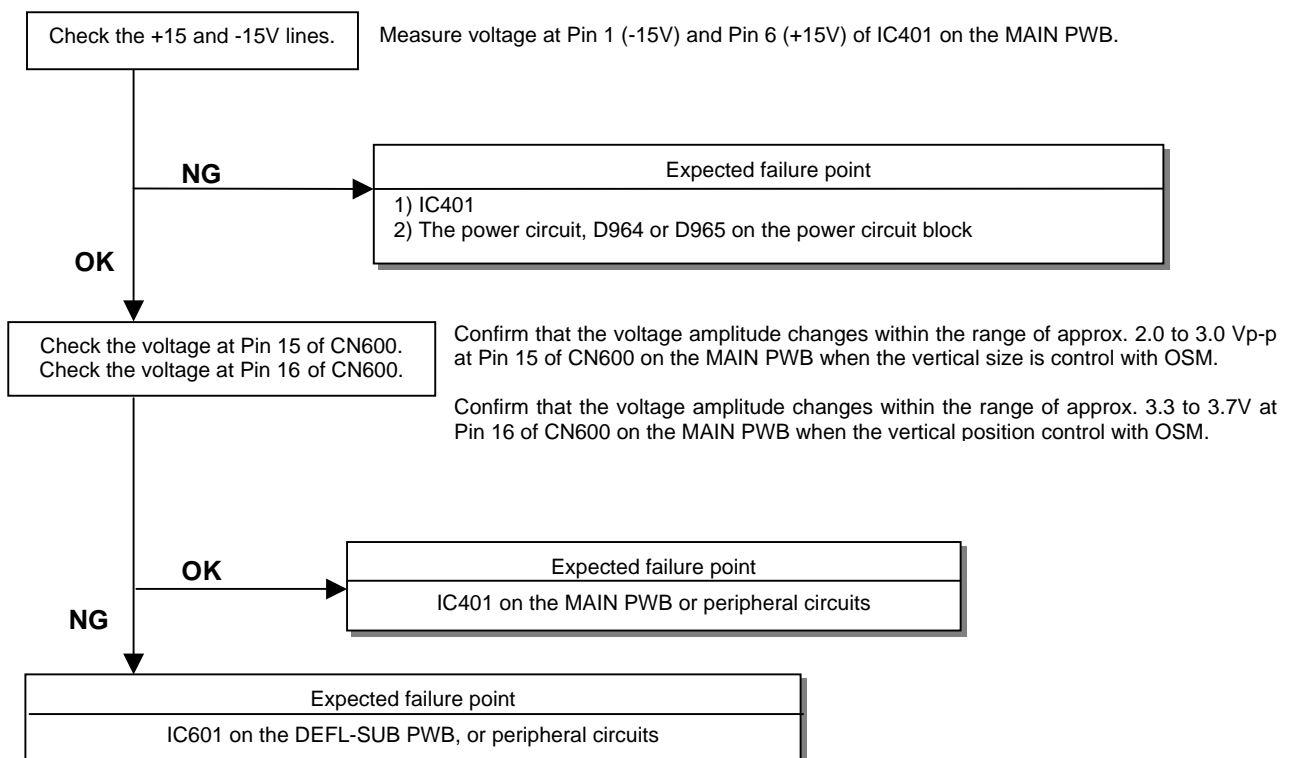 Check the +15 and -15V lines.
Measure voltage at Pin 1 (-15V) and Pin 6 (+15V) of IC401 on the MAIN PWB.
NG
Expected failure point
1) IC401
2) The power circuit, D964 or D965 on the power circuit block
OK
Check the voltage at Pin 15 of CN600.
Check the voltage at Pin 16 of CN600.
Confirm that the voltage amplitude changes within the range of approx. 2.0 to 3.0 Vp-p
at Pin 15 of CN600 on the MAIN PWB when the vertical size is control with OSM.
Confirm that the voltage amplitude changes within the range of approx. 3.3 to 3.7V at
Pin 16 of CN600 on the MAIN PWB when the vertical position control with OSM.
OK
Expected failure point
IC401 on the MAIN PWB or peripheral circuits
NG
Expected failure point
IC601 on the DEFL-SUB PWB, or peripheral circuits